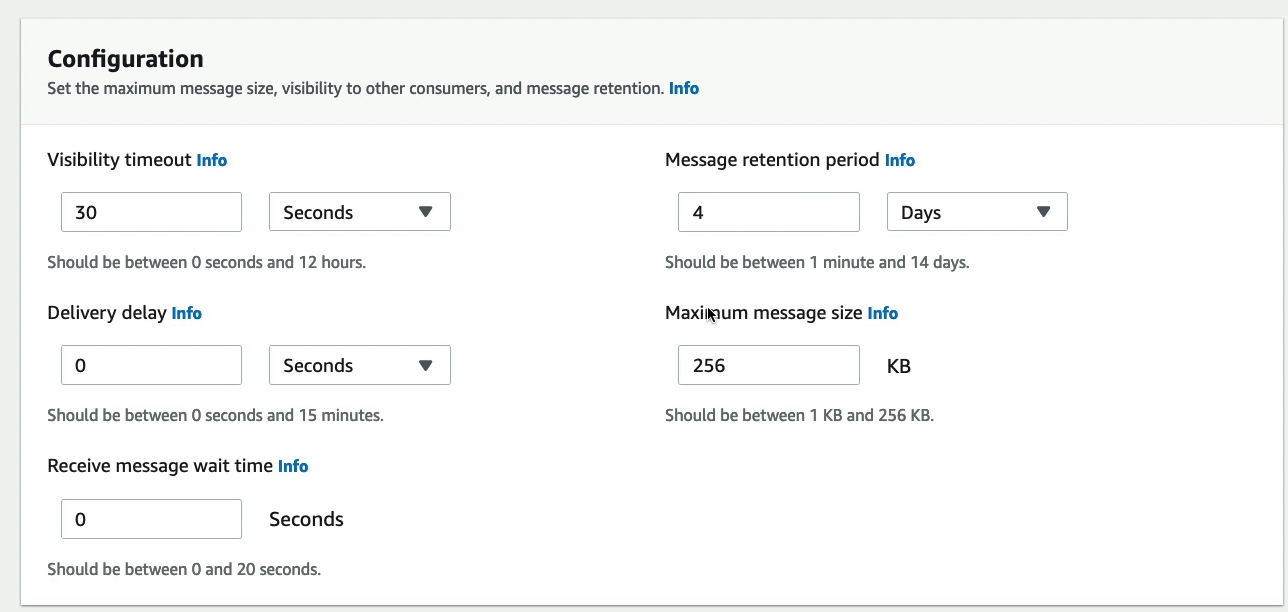 Configuration
Set the maximum message size, visibility to other consumers, and message retention. Info
Visibility timeout Info
30 Seconds
Should be between 0 seconds and 12 hours.
Message retention period Info
4 Days
Should be between 1 minute and 14 days.
Delivery delay Info
0 Seconds
Should be between 0 seconds and 15 minutes.
Maximum message size Info
256 KB
Should be between 1 KB and 256 KB.
Receive message wait time Info
0 Seconds
Should be between 0 and 20 seconds.